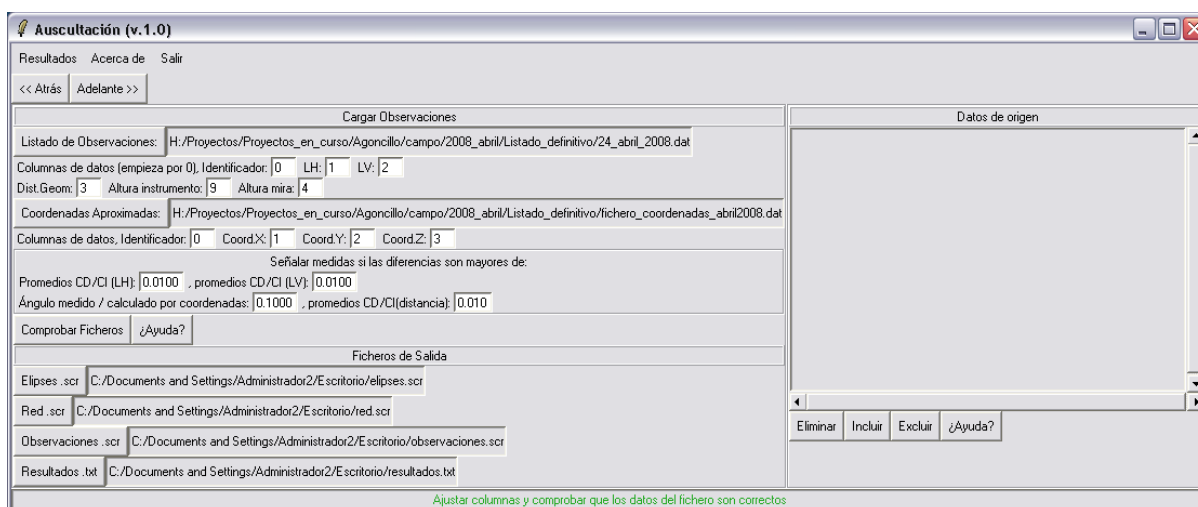 Auscultación (v.1.0)
Resultados Acerca de Salir
<< Atrás Adelante >>
Cargar Observaciones
Listado de Observaciones: H:/Proyectos/Proyectos_en_curso/Agoncillo/campo/2008_abril/Listado_definitivo/24_abril_2008.dat
Columnas de datos (empieza por 0), Identificador: 0 LH: 1 LV: 2
Dist.Geom: 3 Altura instrumento: 9 Altura mira: 4
Coordenadas Aproximadas: H:/Proyectos/Proyectos_en_curso/Agoncillo/campo/2008_abril/Listado_definitivo/fichero_coordenadas_abril2008.dat
Columnas de datos, Identificador: 0 Coord.X: 1 Coord.Y: 2 Coord.Z: 3
Señalar medidas si las diferencias son mayores de:
Promedios CD/CI (LH): 0.0100 , promedios CD/CI (LV): 0.0100
Ángulo medido / calculado por coordenadas: 0.1000 , promedios CD/CI(distancia): 0.010
Comprobar Ficheros ¿Ayuda?
Ficheros de Salida
Elipses .scr C:/Documents and Settings/Administrador2/Escritorio/elipses.scr
Red .scr C:/Documents and Settings/Administrador2/Escritorio/red.scr
Observaciones .scr C:/Documents and Settings/Administrador2/Escritorio/observaciones.scr
Resultados .txt C:/Documents and Settings/Administrador2/Escritorio/resultados.txt
Datos de origen
Eliminar Incluir Excluir ¿Ayuda?
Ajustar columnas y comprobar que los datos del fichero son correctos